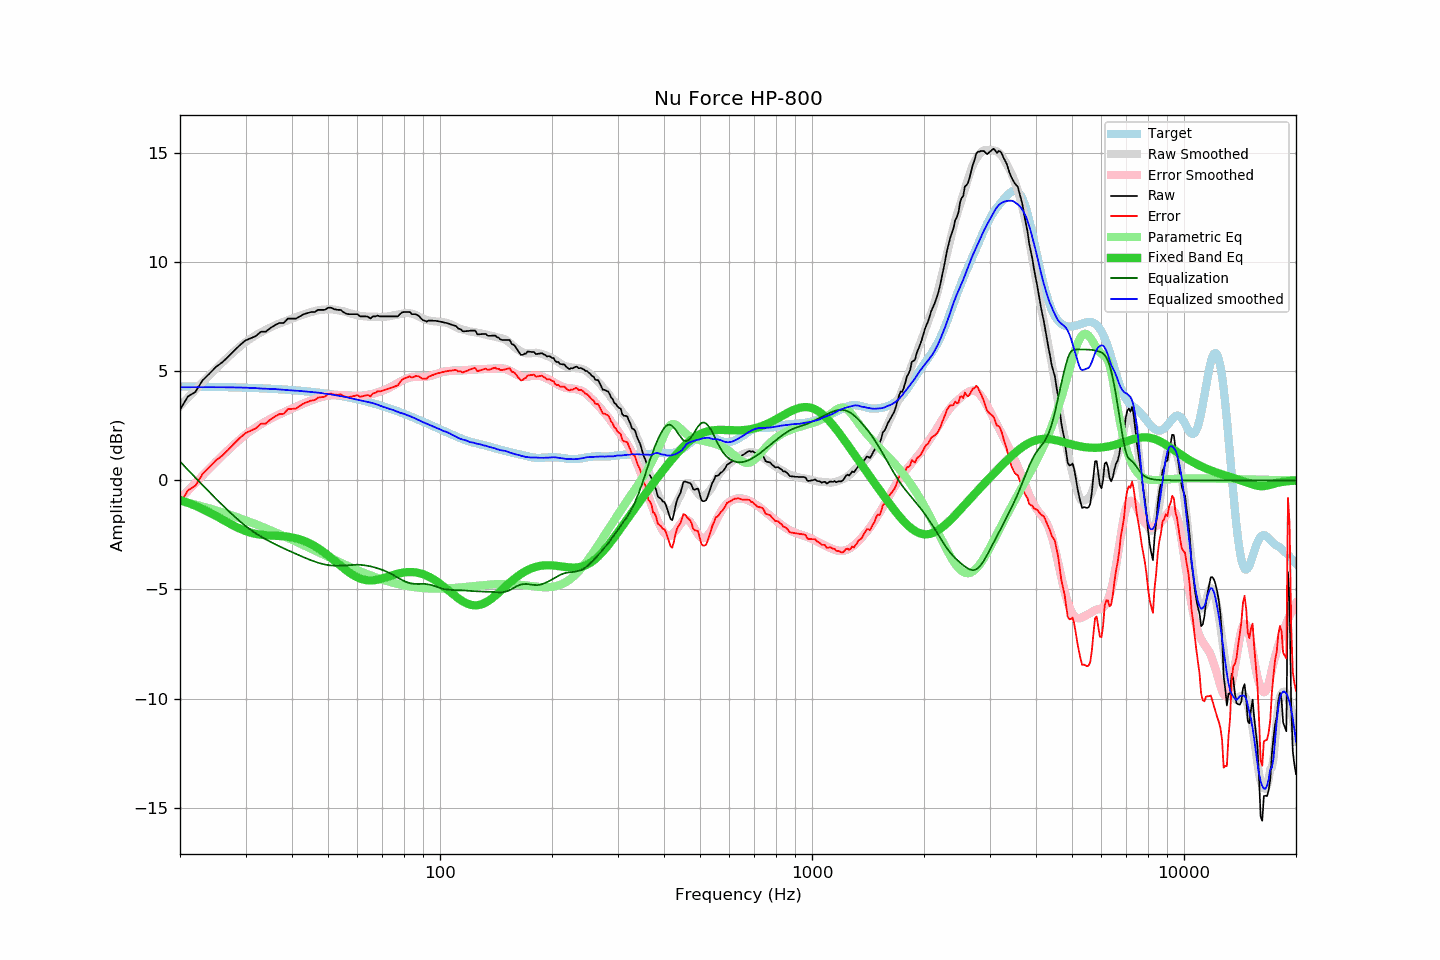 Nu Force HP-800
Target
Raw Smoothed
Error Smoothed
Raw
Error
Parametric Eq
Fixed Band Eq
Equalization
Equalized smoothed
15
10
5
0
−5
−10
−15
Amplitude (dBr)
100
1000
10000
Frequency (Hz)